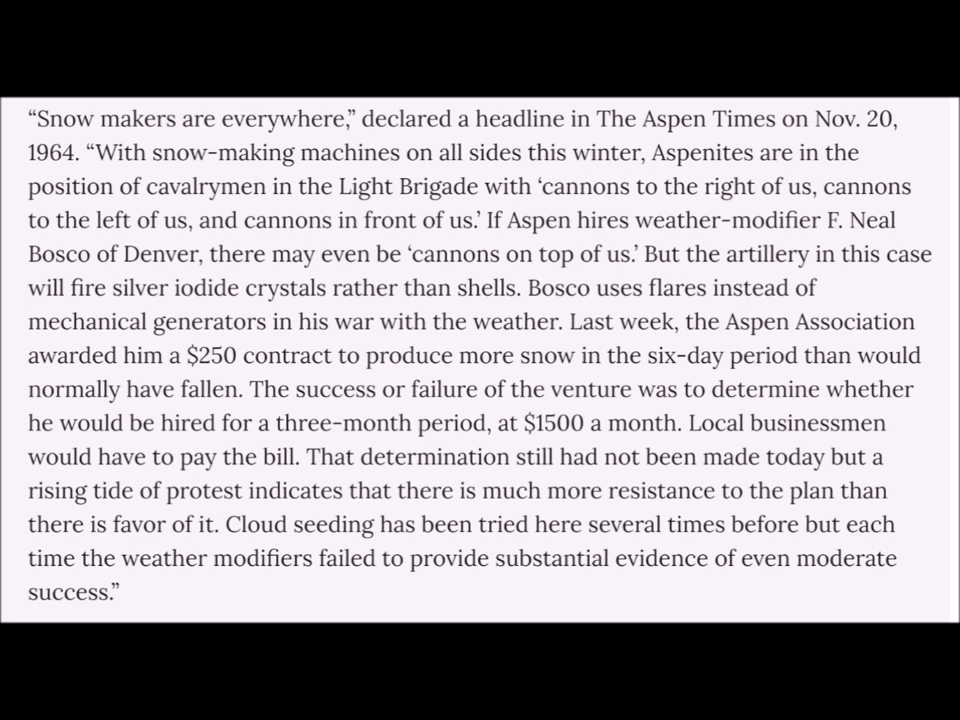 “Snow makers are everywhere,” declared a headline in The Aspen Times on Nov. 20,
1964. “With snow-making machines on all sides this winter, Aspenites are in the
position of cavalrymen in the Light Brigade with ‘cannons to the right of us, cannons
to the left of us, and cannons in front of us.’ If Aspen hires weather-modifier F. Neal
Bosco of Denver, there may even be ‘cannons on top of us.’ But the artillery in this case
will fire silver iodide crystals rather than shells. Bosco uses flares instead of
mechanical generators in his war with the weather. Last week, the Aspen Association
awarded him a $250 contract to produce more snow in the six-day period than would
normally have fallen. The success or failure of the venture was to determine whether
he would be hired for a three-month period, at $1500 a month. Local businessmen
would have to pay the bill. That determination still had not been made today but a
rising tide of protest indicates that there is much more resistance to the plan than
there is favor of it. Cloud seeding has been tried here several times before but each
time the weather modifiers failed to provide substantial evidence of even moderate
success.”